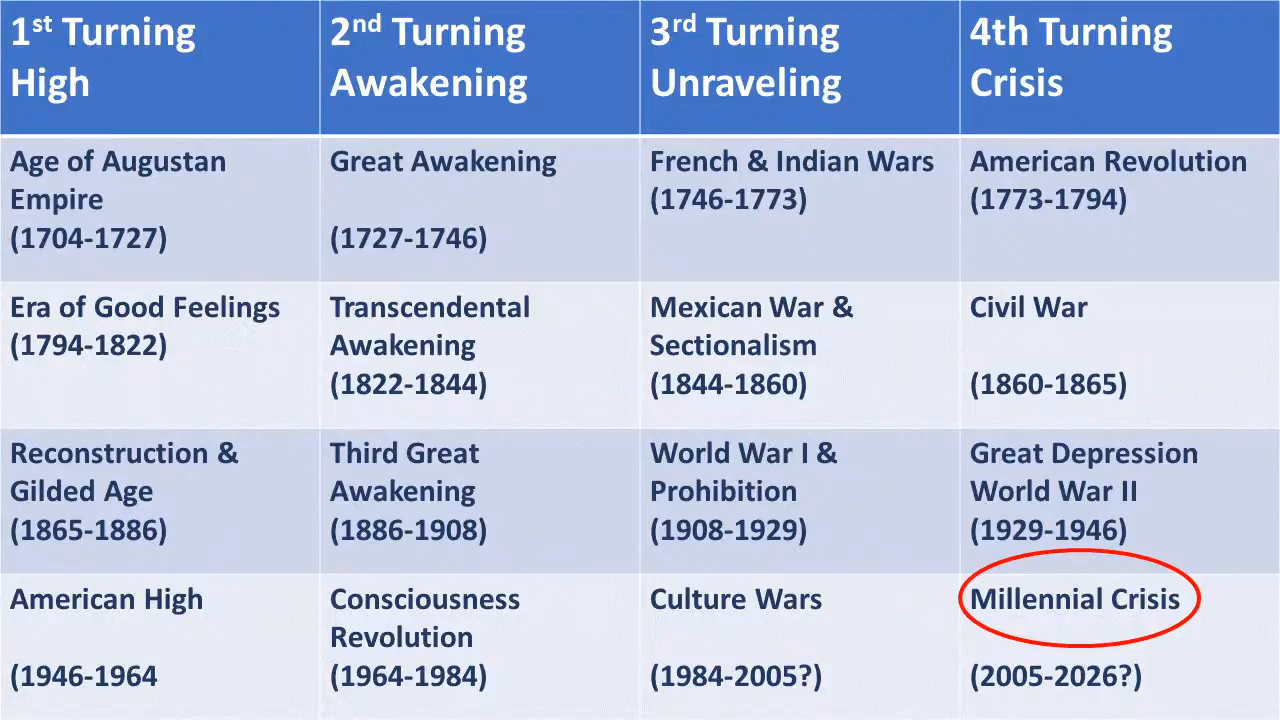 1st Turning
High
2nd Turning
Awakening
3rd Turning
Unraveling
4th Turning
Crisis
Age of Augustan
Empire
(1704-1727)
Great Awakening
(1727-1746)
French & Indian Wars
(1746-1773)
American Revolution
(1773-1794)
Era of Good Feelings
(1794-1822)
Transcendental
Awakening
(1822-1844)
Mexican War &
Sectionalism
(1844-1860)
Civil War
(1860-1865)
Reconstruction &
Gilded Age
(1865-1886)
Third Great
Awakening
(1886-1908)
World War I &
Prohibition
(1908-1929)
Great Depression
World War II
(1929-1946)
American High
(1946-1964
Consciousness
Revolution
(1964-1984)
Culture Wars
(1984-2005?)
Millennial Crisis
(2005-2026?)